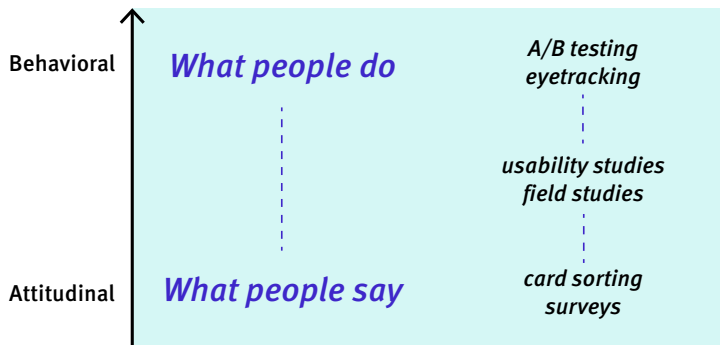 Behavioral
What people do
A/B testing
eyetracking
usability studies
field studies
Attitudinal
What people say
card sorting
surveys